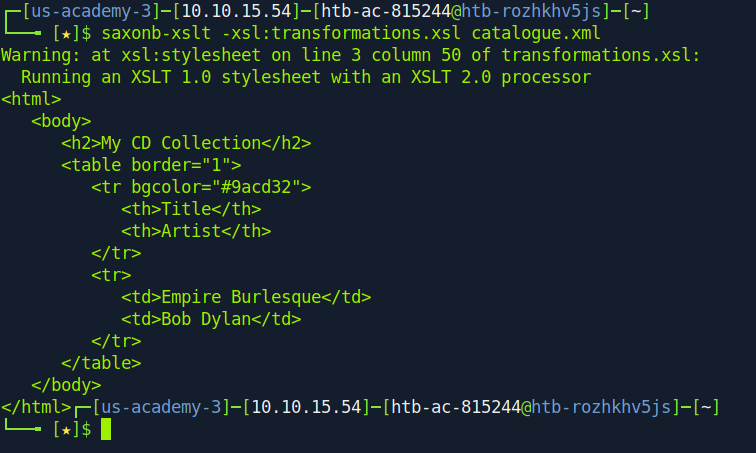 ┌─[us-academy-3]─[10.10.15.54]─[htb-ac-815244@htb-rozhkhv5js]─[~]
└──╼ [★]$ saxonb-xslt -xsl:transformations.xsl catalogue.xml
Warning: at xsl:stylesheet on line 3 column 50 of transformations.xsl:
  Running an XSLT 1.0 stylesheet with an XSLT 2.0 processor
<html>
   <body>
      <h2>My CD Collection</h2>
      <table border="1">
         <tr bgcolor="#9acd32">
            <th>Title</th>
            <th>Artist</th>
         </tr>
         <tr>
            <td>Empire Burlesque</td>
            <td>Bob Dylan</td>
         </tr>
      </table>
   </body>
</html>┌─[us-academy-3]─[10.10.15.54]─[htb-ac-815244@htb-rozhkhv5js]─[~]
└──╼ [★]$